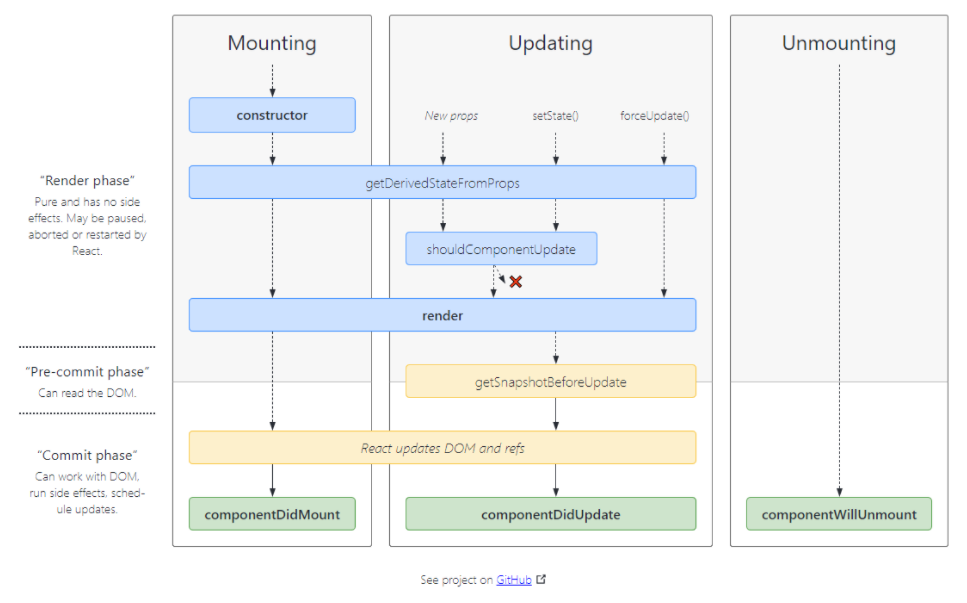 Mounting
Updating
Unmounting
constructor
New props
setState()
forceUpdate()
"Render phase"
Pure and has no side
effects. May be paused,
aborted or restarted by
React.
getDerivedStateFromProps
shouldComponentUpdate
render
"Pre-commit phase"
Can read the DOM.
getSnapshotBeforeUpdate
React updates DOM and refs
"Commit phase"
Can work with DOM,
run side effects, sched-
ule updates.
componentDidMount
componentDidUpdate
componentWillUnmount
See project on GitHub